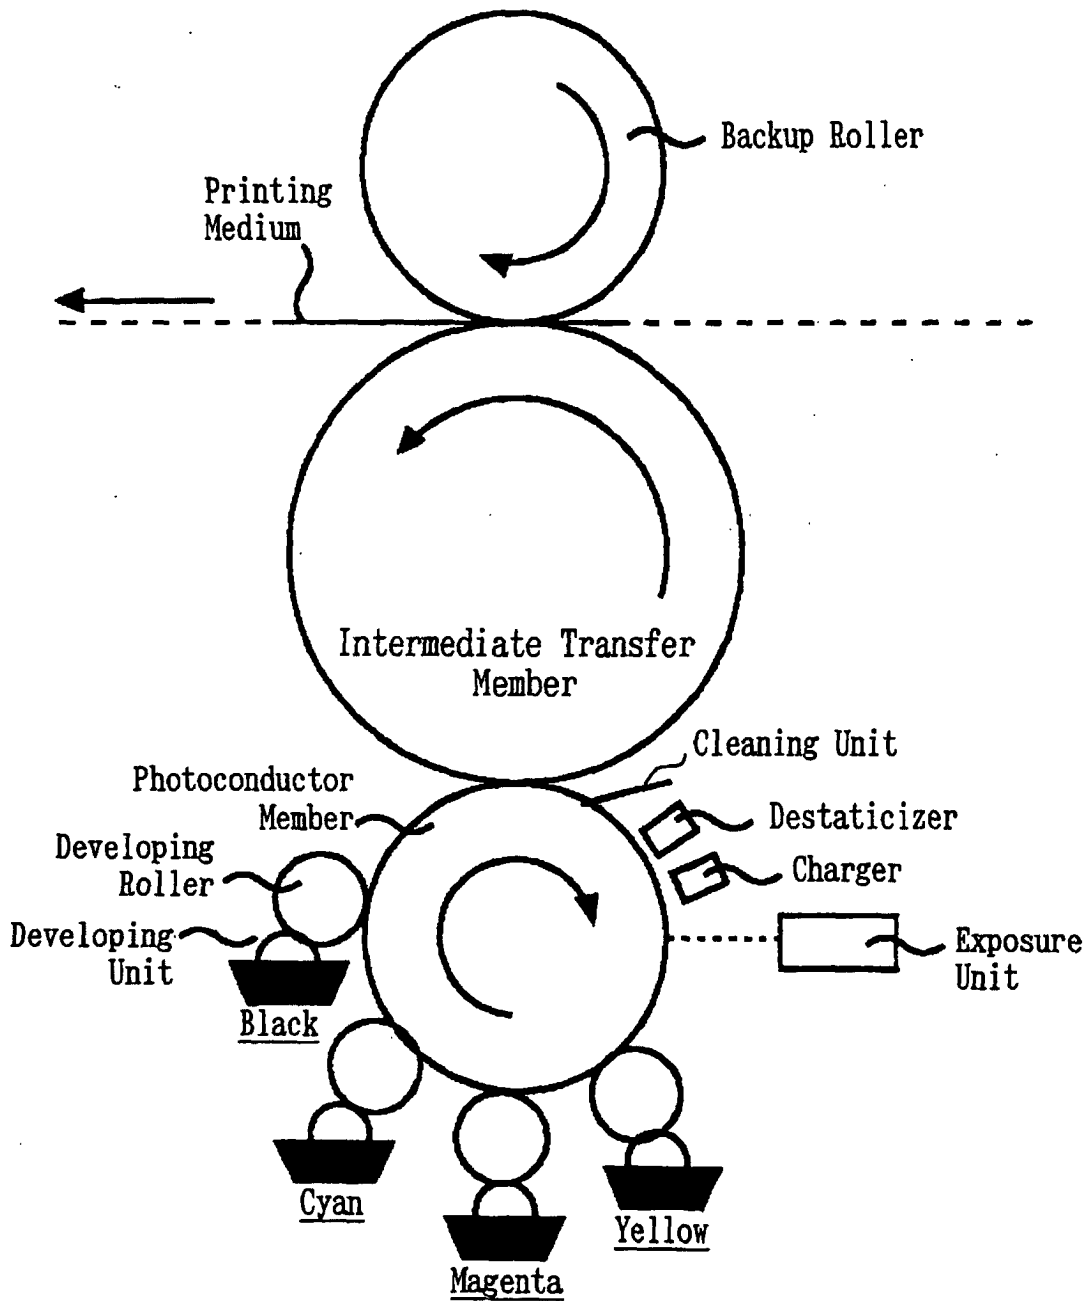 Backup Roller
Printing
Medium
Intermediate Transfer
Member
Cleaning Unit
Photoconductor
Member
Destaticizer
Developing
Roller
Charger
Developing
Unit
Exposure
Unit
Black
Cyan
Yellow
Magenta